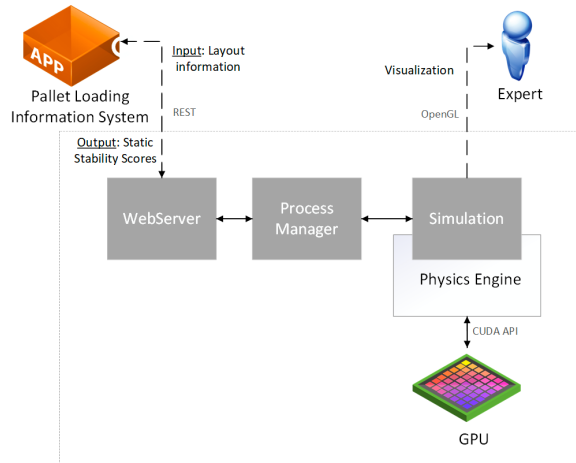 APP
Pallet Loading
Information System
Input: Layout
information
REST
Output: Static
Stability Scores
Visualization
OpenGL
Expert
WebServer
Process
Manager
Simulation
Physics Engine
CUDA API
GPU